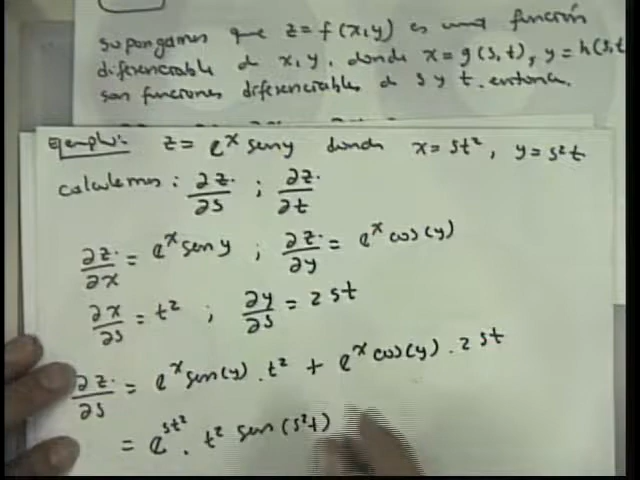 supongamos que z = f(x,y) es una función
diferenciable de x, y. donde x = g(s,t), y = h(s,t
son funciones diferenciables de s y t. entonces
Ejemplo: z = e^x sen y donde x = st², y = s²t
calculemos: ∂z/∂s ; ∂z/∂t
∂z/∂x = e^x sen y ; ∂z/∂y = e^x cos(y)
∂x/∂s = t² ; ∂y/∂s = 2st
∂z/∂s = e^x sen(y) . t² + e^x cos(y) . 2st
= e^{st²} . t² sen(s²t)